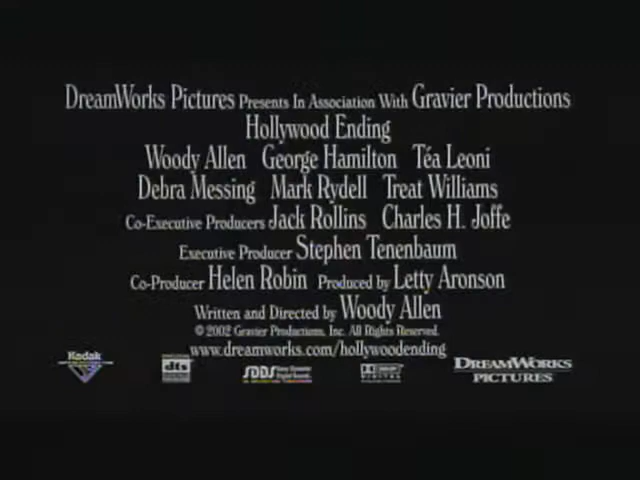 DreamWorks Pictures Presents In Association With Gravier Productions
Hollywood Ending
Woody Allen George Hamilton Téa Leoni
Debra Messing Mark Rydell Treat Williams
Co-Executive Producers Jack Rollins Charles H. Joffe
Executive Producer Stephen Tenenbaum
Co-Producer Helen Robin Produced by Letty Aronson
Written and Directed by Woody Allen
© 2002 Gravier Productions, Inc. All Rights Reserved.
www.dreamworks.com/hollywoodending
Kodak
dts
SDDS
DIGITAL
DREAMWORKS
PICTURES